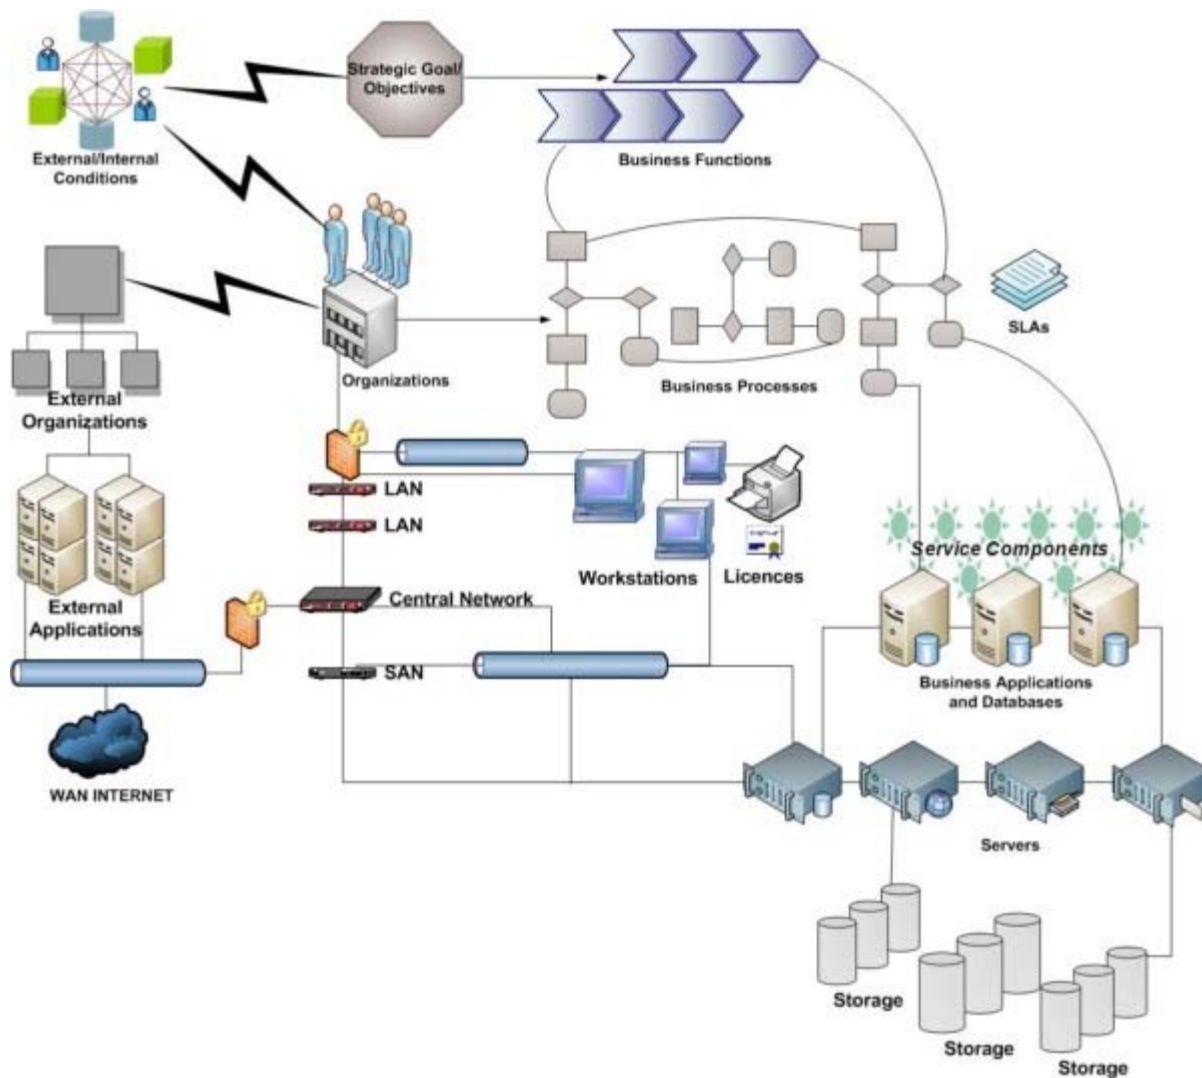 Strategic Goal/
Objectives
External/Internal
Conditions
Business Functions
SLAs
Organizations
Business Processes
External
Organizations
LAN
LAN
Service Components
Workstations
Licences
Central Network
External
Applications
SAN
Business Applications
and Databases
WAN INTERNET
Servers
Storage
Storage
Storage